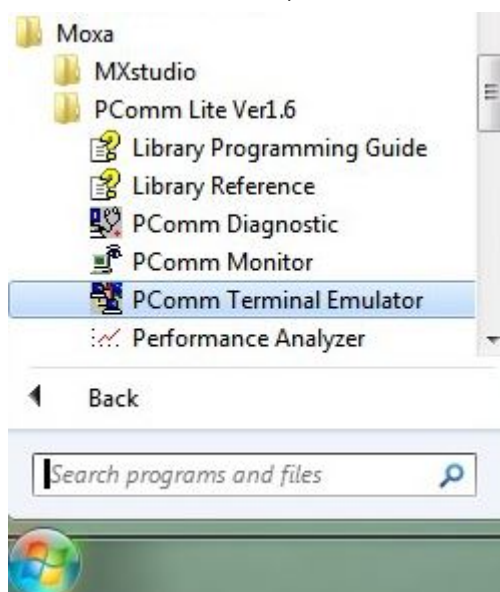 Moxa
MXstudio
PComm Lite Ver1.6
Library Programming Guide
Library Reference
PComm Diagnostic
PComm Monitor
PComm Terminal Emulator
Performance Analyzer
Back
Search programs and files